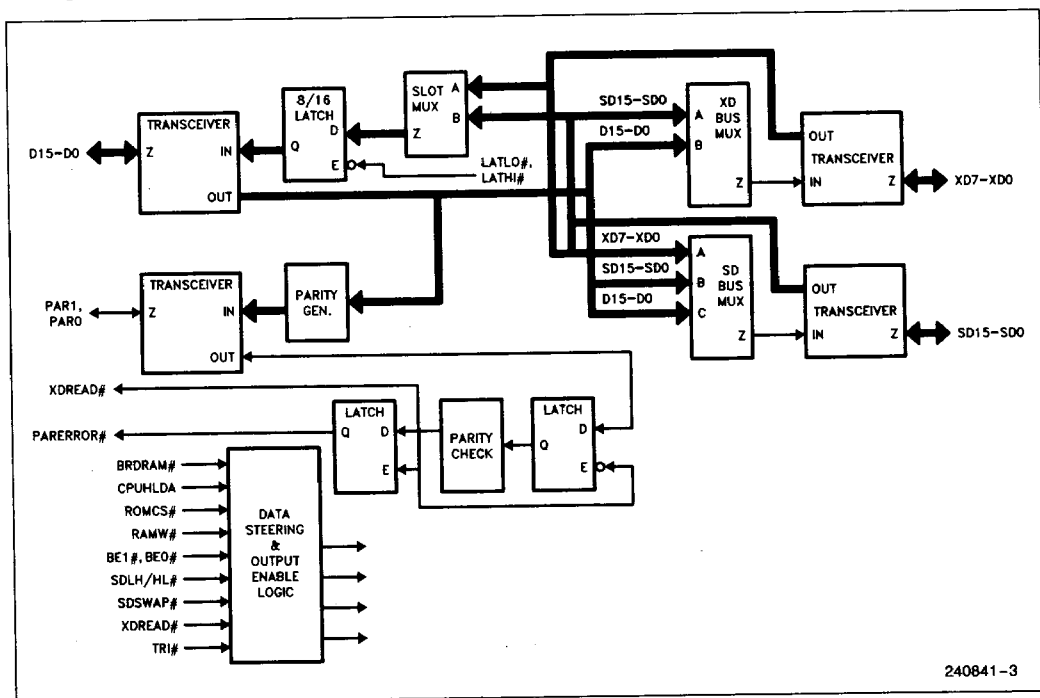 8/16
LATCH
D
Q
E
SLOT
MUX
A
B
Z
TRANSCEIVER
Z
IN
OUT
D15-D0
LATLO#,
LATHI#
SD15-SD0
D15-D0
XD
BUS
MUX
A
B
Z
OUT
TRANSCEIVER
IN
Z
XD7-XD0
XD7-XD0
SD15-SD0
D15-D0
A
SD
BUS
MUX
B
C
Z
OUT
TRANSCEIVER
IN
Z
SD15-SD0
TRANSCEIVER
Z
IN
OUT
PAR1,
PAR0
PARITY
GEN.
XDREAD#
PARERROR#
LATCH
Q
D
E
PARITY
CHECK
LATCH
Q
D
E
BRDRAM#
CPUHLDA
ROMCS#
RAMW#
BE1#, BE0#
SDLH/HL#
SDSWAP#
XDREAD#
TRI#
DATA
STEERING
&
OUTPUT
ENABLE
LOGIC
240841-3